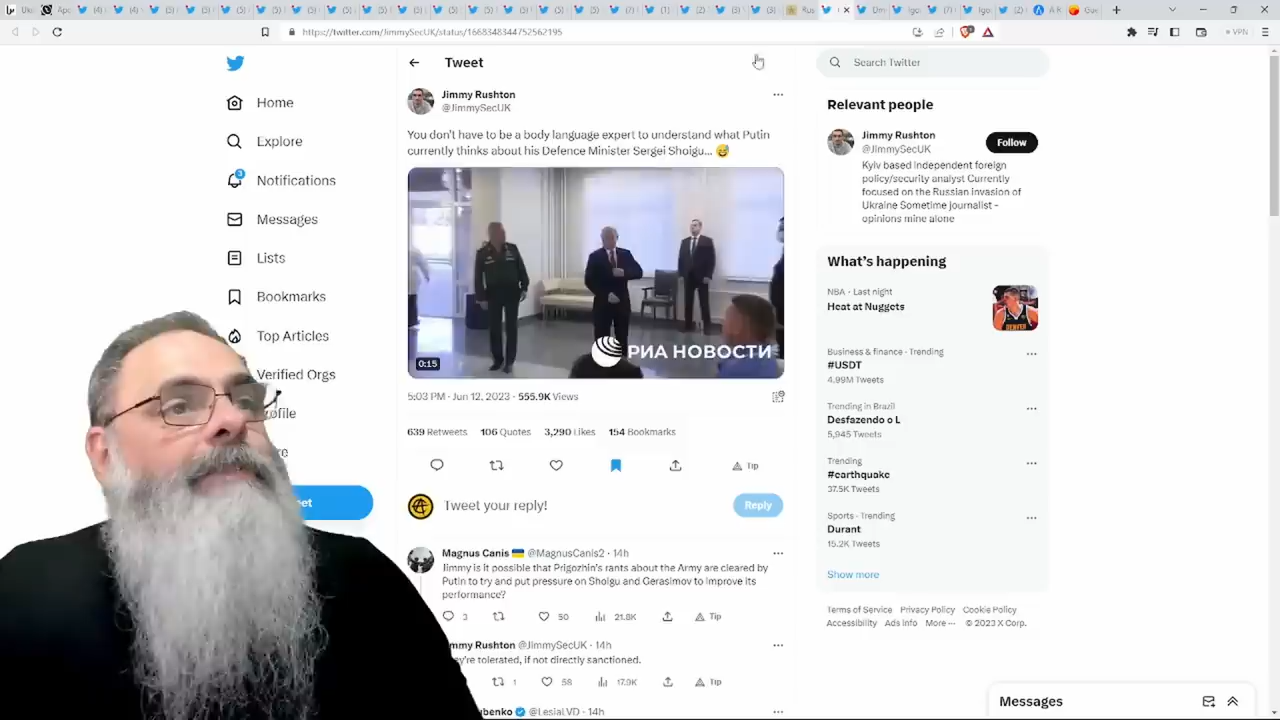 https://twitter.com/JimmySecUK/status/1668348344752562195
VPN
Home
Explore
3
Notifications
Messages
Lists
Bookmarks
Top Articles
Verified Orgs
Tweet
Jimmy Rushton
@JimmySecUK
You don't have to be a body language expert to understand what Putin
currently thinks about his Defence Minister Sergei Shoigu...
РИА НОВОСТИ
0:15
5:03 PM · Jun 12, 2023 · 555.9K Views
639 Retweets 106 Quotes 3,290 Likes 154 Bookmarks
Tip
Tweet your reply!
Reply
Magnus Canis @MagnusCanis2 · 14h
Jimmy is it possible that Prigozhin's rants about the Army are cleared by
Putin to try and put pressure on Shoigu and Gerasimov to improve its
performance?
3 50 21.8K Tip
@JimmySecUK · 14h
tolerated, if not directly sanctioned.
1 58 17.0K Tip
@LesialVD · 14h
Search Twitter
Relevant people
Jimmy Rushton
@JimmySecUK
Follow
Kyiv based independent foreign
policy/security analyst Currently
focused on the Russian invasion of
Ukraine Sometime journalist -
opinions mine alone
What's happening
NBA · Last night
Heat at Nuggets
Business & finance · Trending
#USDT
4.99M Tweets
Trending in Brazil
Desfazendo o L
5,945 Tweets
Trending
#earthquake
37.5K Tweets
Sports · Trending
Durant
15.2K Tweets
Show more
Terms of Service Privacy Policy Cookie Policy
Accessibility Ads info More ··· © 2023 X Corp.
Messages